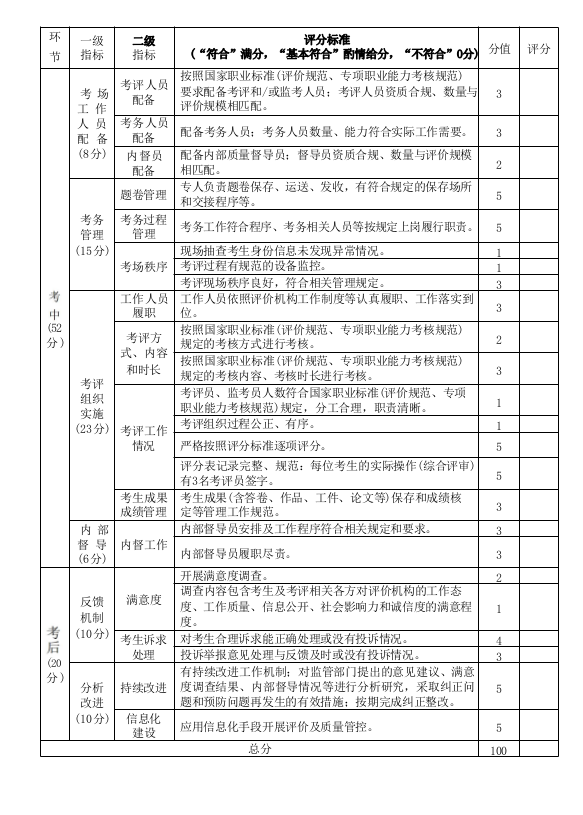 环节 一级指标 二级指标 评分标准 (“符合”满分，“基本符合”酌情给分，“不符合”0分) 分值 评分
考中(52分) 考场工作人员配备(8分) 考评人员配备 按照国家职业标准(评价规范、专项职业能力考核规范)要求配备考评和/或监考人员；考评人员资质合规、数量与评价规模相匹配。 3
考务人员配备 配备考务人员；考务人员数量、能力符合实际工作需要。 3
内督员配备 配备内部质量督导员；督导员资质合规、数量与评价规模相匹配。 2
考务管理(15分) 题卷管理 专人负责题卷保存、运送、发收，有符合规定的保存场所和交接程序等。 5
考务过程管理 考务工作符合程序、考务相关人员等按规定上岗履行职责。 5
考场秩序 现场抽查考生身份信息未发现异常情况。 1
考评过程有规范的设备监控。 1
考评现场秩序良好，符合相关管理规定。 3
考评组织实施(23分) 工作人员履职 工作人员依照评价机构工作制度等认真履职、工作落实到位。 3
考评方式、内容和时长 按照国家职业标准(评价规范、专项职业能力考核规范)规定的考核方式进行考核。 2
按照国家职业标准(评价规范、专项职业能力考核规范)规定的考核内容、考核时长进行考核。 3
考评工作情况 考评员、监考员人数符合国家职业标准(评价规范、专项职业能力考核规范)规定，分工合理，职责清晰。 1
考评组织过程公正、有序。 1
严格按照评分标准逐项评分。 5
评分表记录完整、规范：每位考生的实际操作(综合评审)有3名考评员签字。 5
考生成果成绩管理 考生成果(含答卷、作品、工件、论文等)保存和成绩核定等管理工作规范。 3
内部督导(6分) 内督工作 内部督导员安排及工作程序符合相关规定和要求。 3
内部督导员履职尽责。 3
考后(20分) 反馈机制(10分) 满意度 开展满意度调查。 2
调查内容包含考生及考评相关各方对评价机构的工作态度、工作质量、信息公开、社会影响力和诚信度的满意程度。 1
考生诉求处理 对考生合理诉求能正确处理或没有投诉情况。 4
投诉举报意见处理与反馈及时或没有投诉情况。 3
分析改进(10分) 持续改进 有持续改进工作机制；对监管部门提出的意见建议、满意度调查结果、内部督导情况等进行分析研究，采取纠正问题和预防问题再发生的有效措施；按期完成纠正整改。 5
信息化建设 应用信息化手段开展评价及质量管控。 5
总分 100